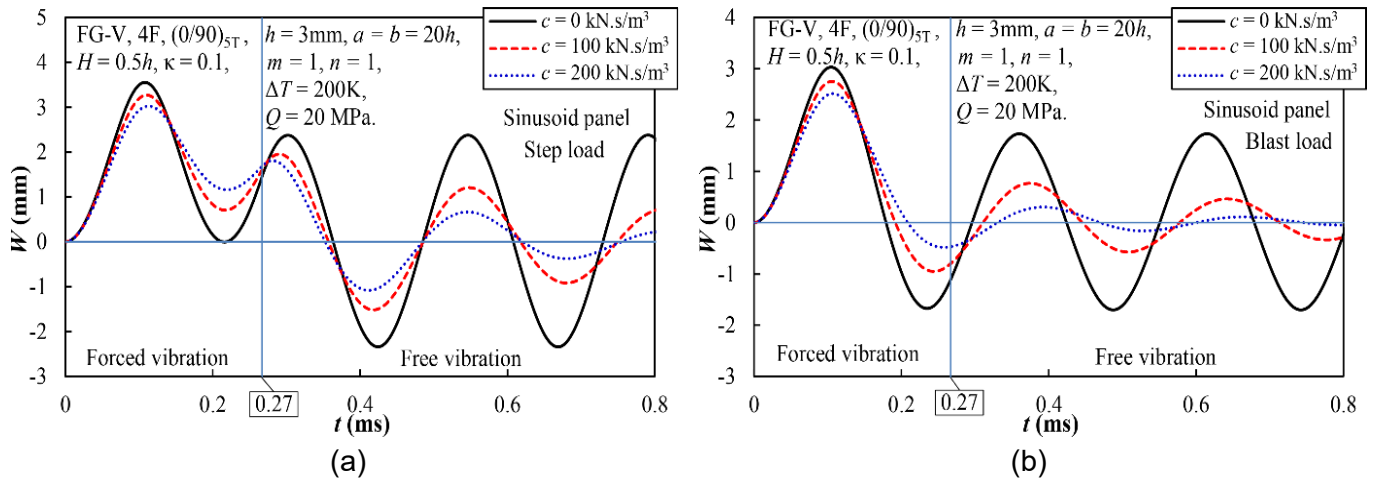 5
4
3
2
1
0
-1
-2
-3
W (mm)
FG-V, 4F, (0/90)5T,
H = 0.5h, κ = 0.1,
h = 3mm, a = b = 20h,
m = 1, n = 1,
ΔT = 200K,
Q = 20 MPa.
c = 0 kN.s/m³
c = 100 kN.s/m³
c = 200 kN.s/m³
Sinusoid panel
Step load
Forced vibration
Free vibration
0
0.2
0.27
0.4
0.6
0.8
t (ms)
(a)
4
3
2
1
0
-1
-2
-3
W (mm)
FG-V, 4F, (0/90)5T,
H = 0.5h, κ = 0.1,
h = 3mm, a = b = 20h,
m = 1, n = 1,
ΔT = 200K,
Q = 20 MPa.
c = 0 kN.s/m³
c = 100 kN.s/m³
c = 200 kN.s/m³
Sinusoid panel
Blast load
Forced vibration
Free vibration
0
0.2
0.27
0.4
0.6
0.8
t (ms)
(b)